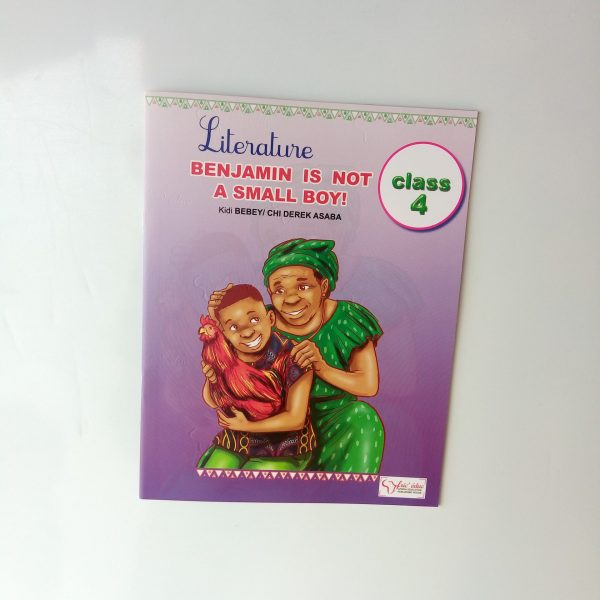 Literature
BENJAMIN IS NOT
A SMALL BOY!
Kidi BEBEY/ CHI DEREK ASABA
class
4